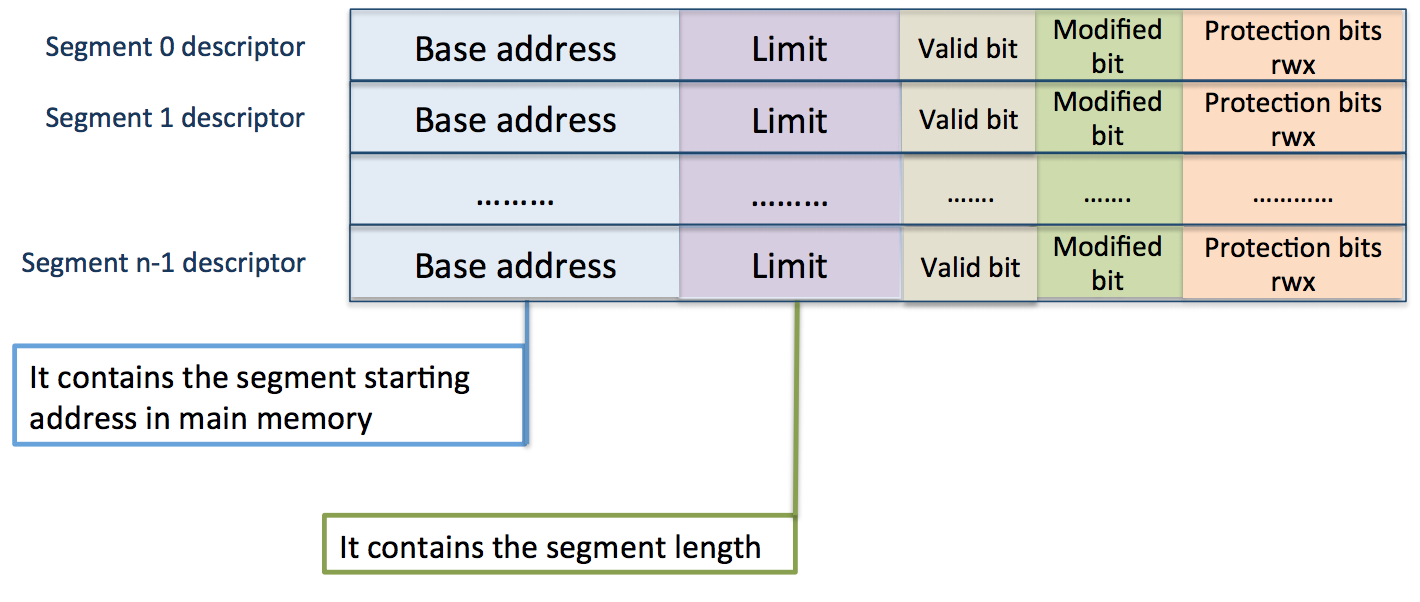 Segment 0 descriptor Base address Limit Valid bit Modified bit Protection bits rwx
Segment 1 descriptor Base address Limit Valid bit Modified bit Protection bits rwx
......... ......... ....... ....... ............
Segment n-1 descriptor Base address Limit Valid bit Modified bit Protection bits rwx
It contains the segment starting
address in main memory
It contains the segment length